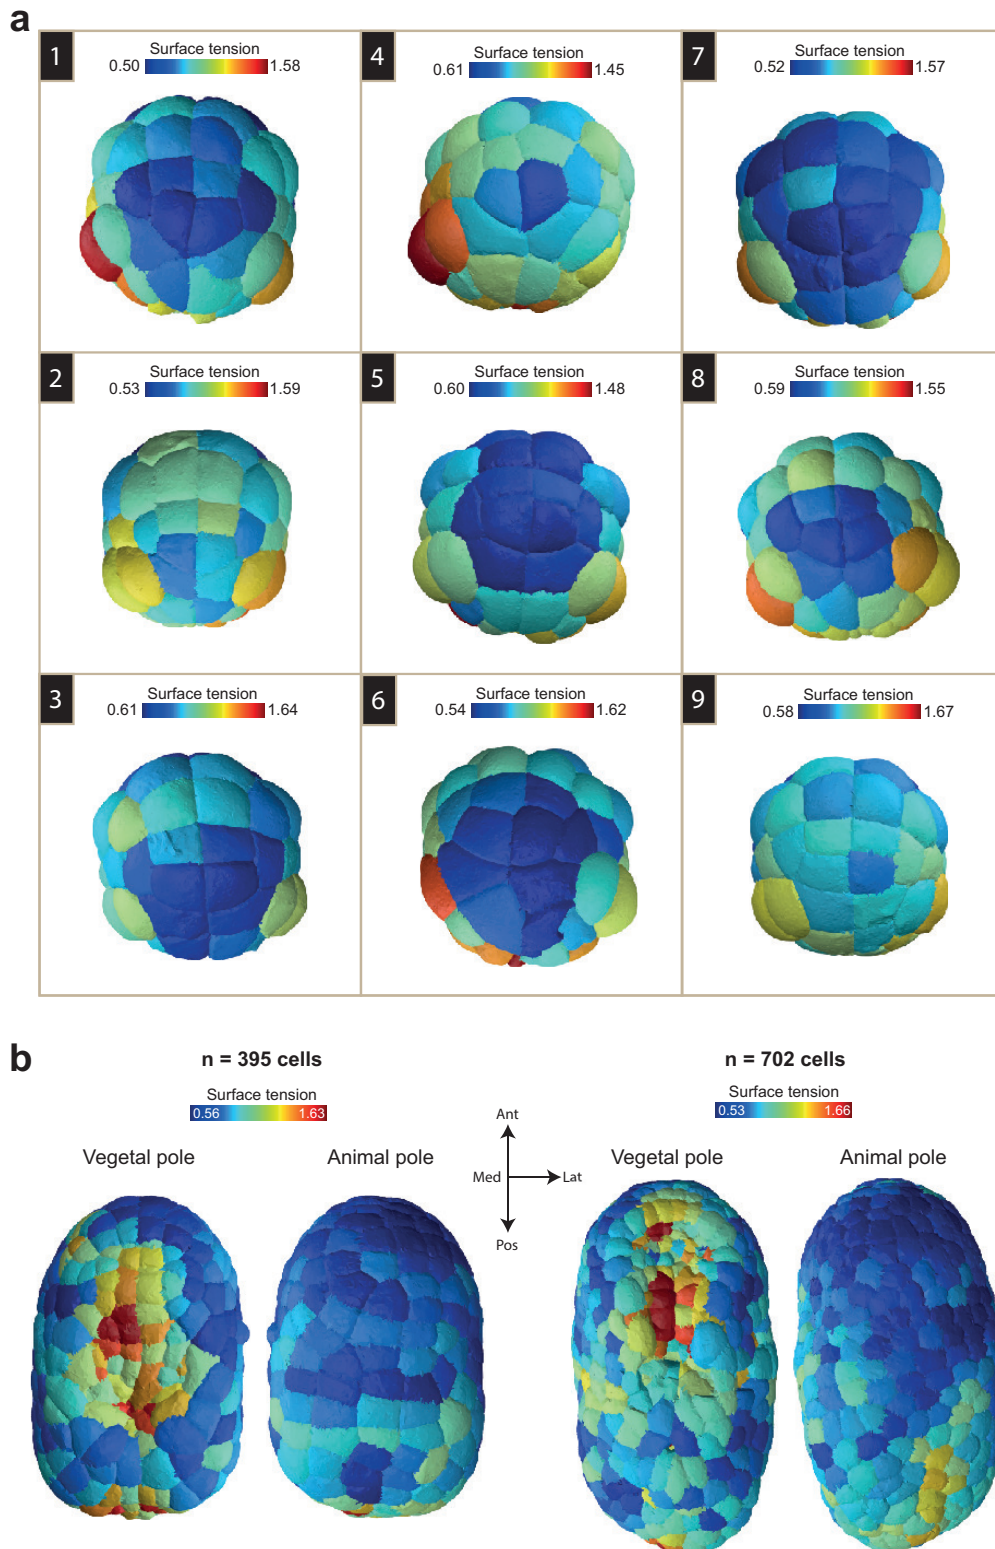 a
1
Surface tension
0.50 1.58
4
Surface tension
0.61 1.45
7
Surface tension
0.52 1.57
2
Surface tension
0.53 1.59
5
Surface tension
0.60 1.48
8
Surface tension
0.59 1.55
3
Surface tension
0.61 1.64
6
Surface tension
0.54 1.62
9
Surface tension
0.58 1.67
b
n = 395 cells
Surface tension
0.56 1.63
Vegetal pole
Animal pole
Ant
Med
Lat
Pos
n = 702 cells
Surface tension
0.53 1.66
Vegetal pole
Animal pole